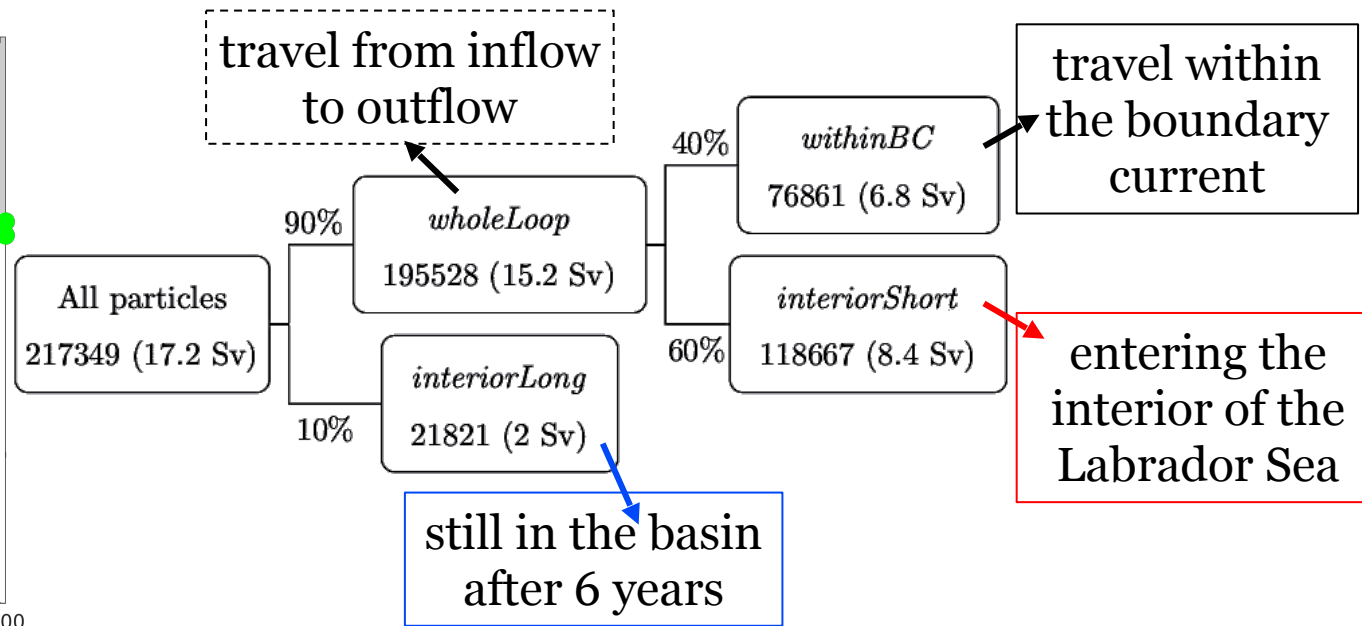 travel from inflow
to outflow
travel within
the boundary
current
40%
withinBC
76861 (6.8 Sv)
90%
wholeLoop
195528 (15.2 Sv)
All particles
217349 (17.2 Sv)
interiorShort
118667 (8.4 Sv)
60%
interiorLong
21821 (2 Sv)
10%
entering the
interior of the
Labrador Sea
still in the basin
after 6 years
00